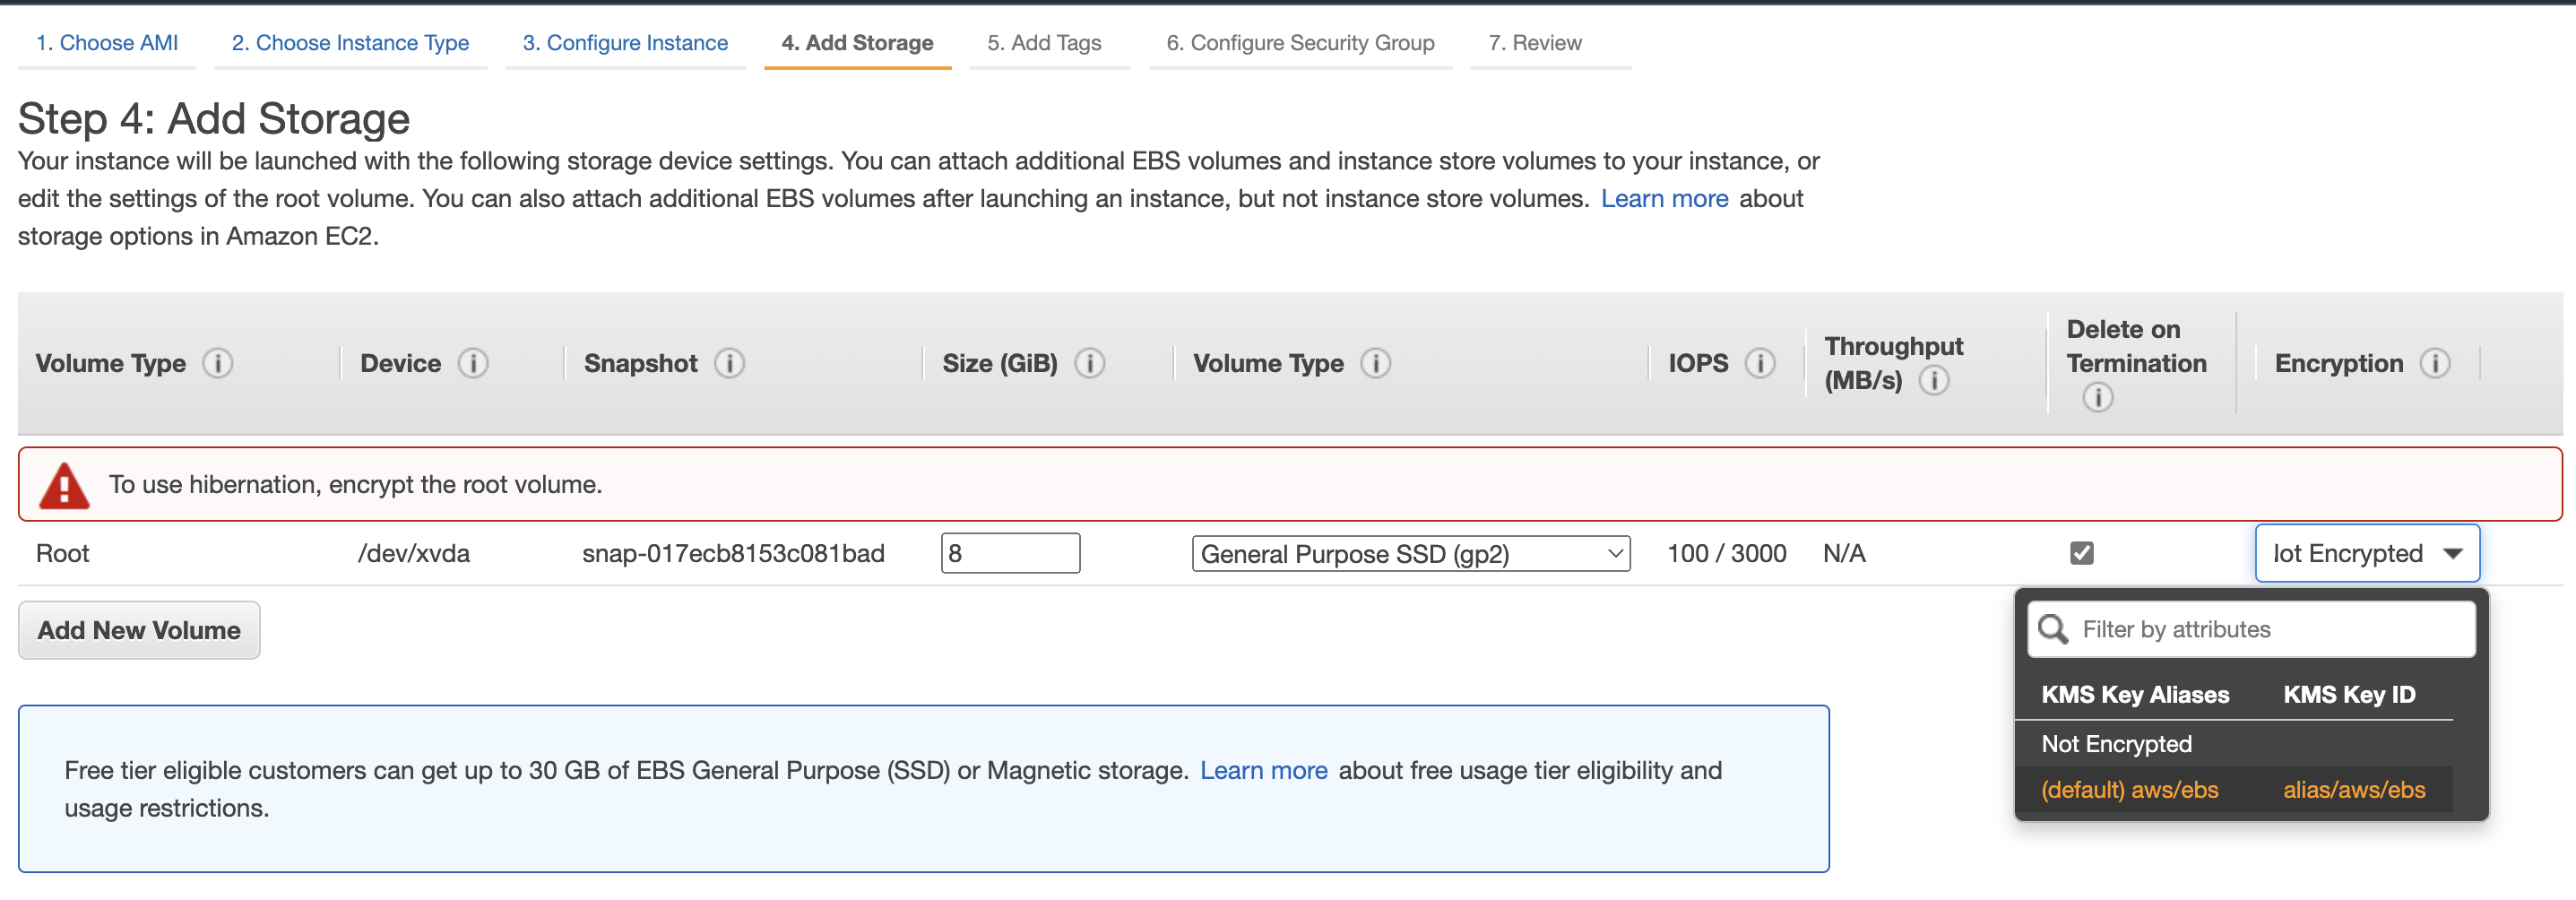 1. Choose AMI 2. Choose Instance Type 3. Configure Instance 4. Add Storage 5. Add Tags 6. Configure Security Group 7. Review
Step 4: Add Storage
Your instance will be launched with the following storage device settings. You can attach additional EBS volumes and instance store volumes to your instance, or
edit the settings of the root volume. You can also attach additional EBS volumes after launching an instance, but not instance store volumes. Learn more about
storage options in Amazon EC2.
Volume Type Device Snapshot Size (GiB) Volume Type IOPS Throughput (MB/s) Delete on Termination Encryption
To use hibernation, encrypt the root volume.
Root /dev/xvda snap-017ecb8153c081bad 8 General Purpose SSD (gp2) 100 / 3000 N/A lot Encrypted
Add New Volume
Filter by attributes
KMS Key Aliases KMS Key ID
Not Encrypted
(default) aws/ebs alias/aws/ebs
Free tier eligible customers can get up to 30 GB of EBS General Purpose (SSD) or Magnetic storage. Learn more about free usage tier eligibility and
usage restrictions.